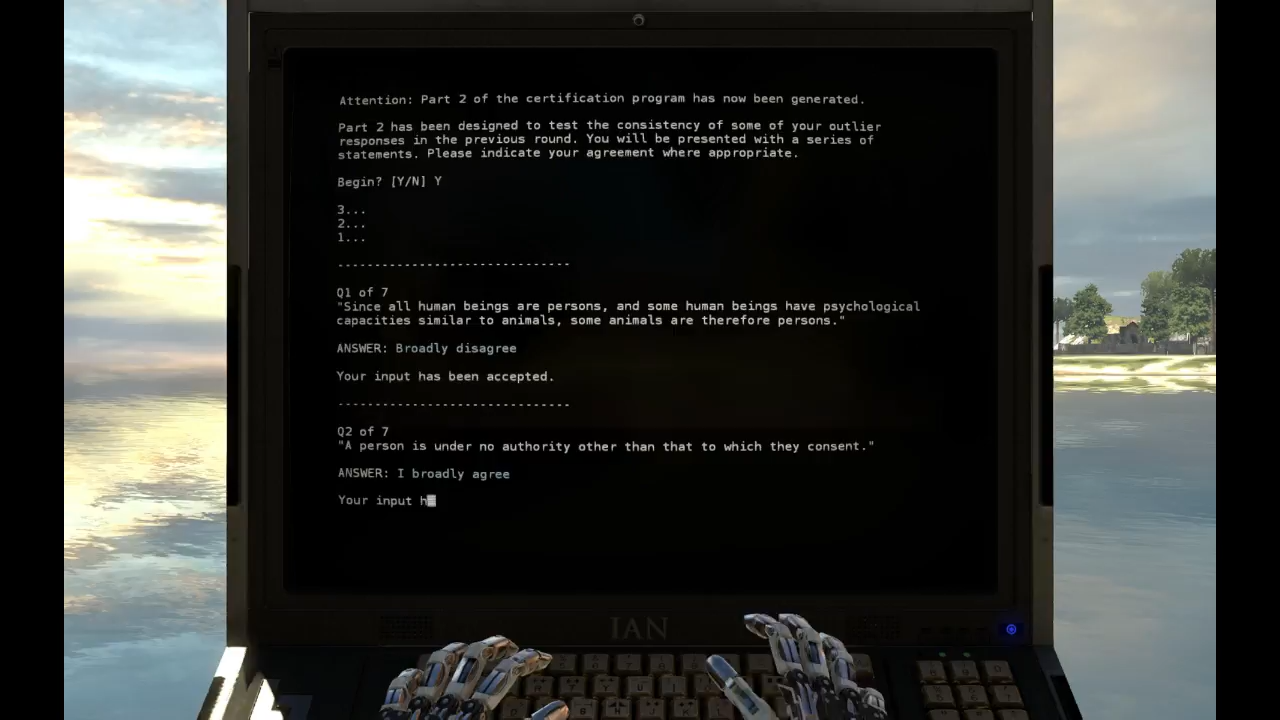 Attention: Part 2 of the certification program has now been generated.
Part 2 has been designed to test the consistency of some of your outlier
responses in the previous round. You will be presented with a series of
statements. Please indicate your agreement where appropriate.
Begin? [Y/N] Y
3...
2...
1...
------------------------------
Q1 of 7
"Since all human beings are persons, and some human beings have psychological
capacities similar to animals, some animals are therefore persons."
ANSWER: Broadly disagree
Your input has been accepted.
------------------------------
Q2 of 7
"A person is under no authority other than that to which they consent."
ANSWER: I broadly agree
Your input h
IAN